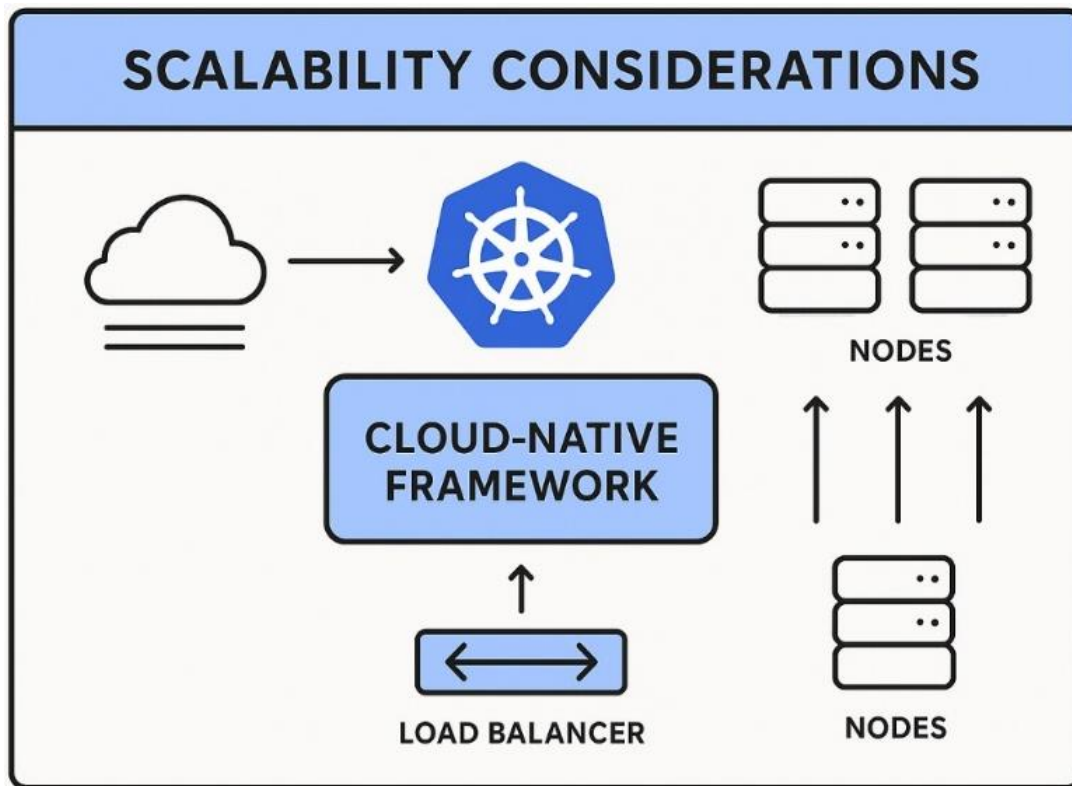 SCALABILITY CONSIDERATIONS
NODES
CLOUD-NATIVE
FRAMEWORK
LOAD BALANCER
NODES